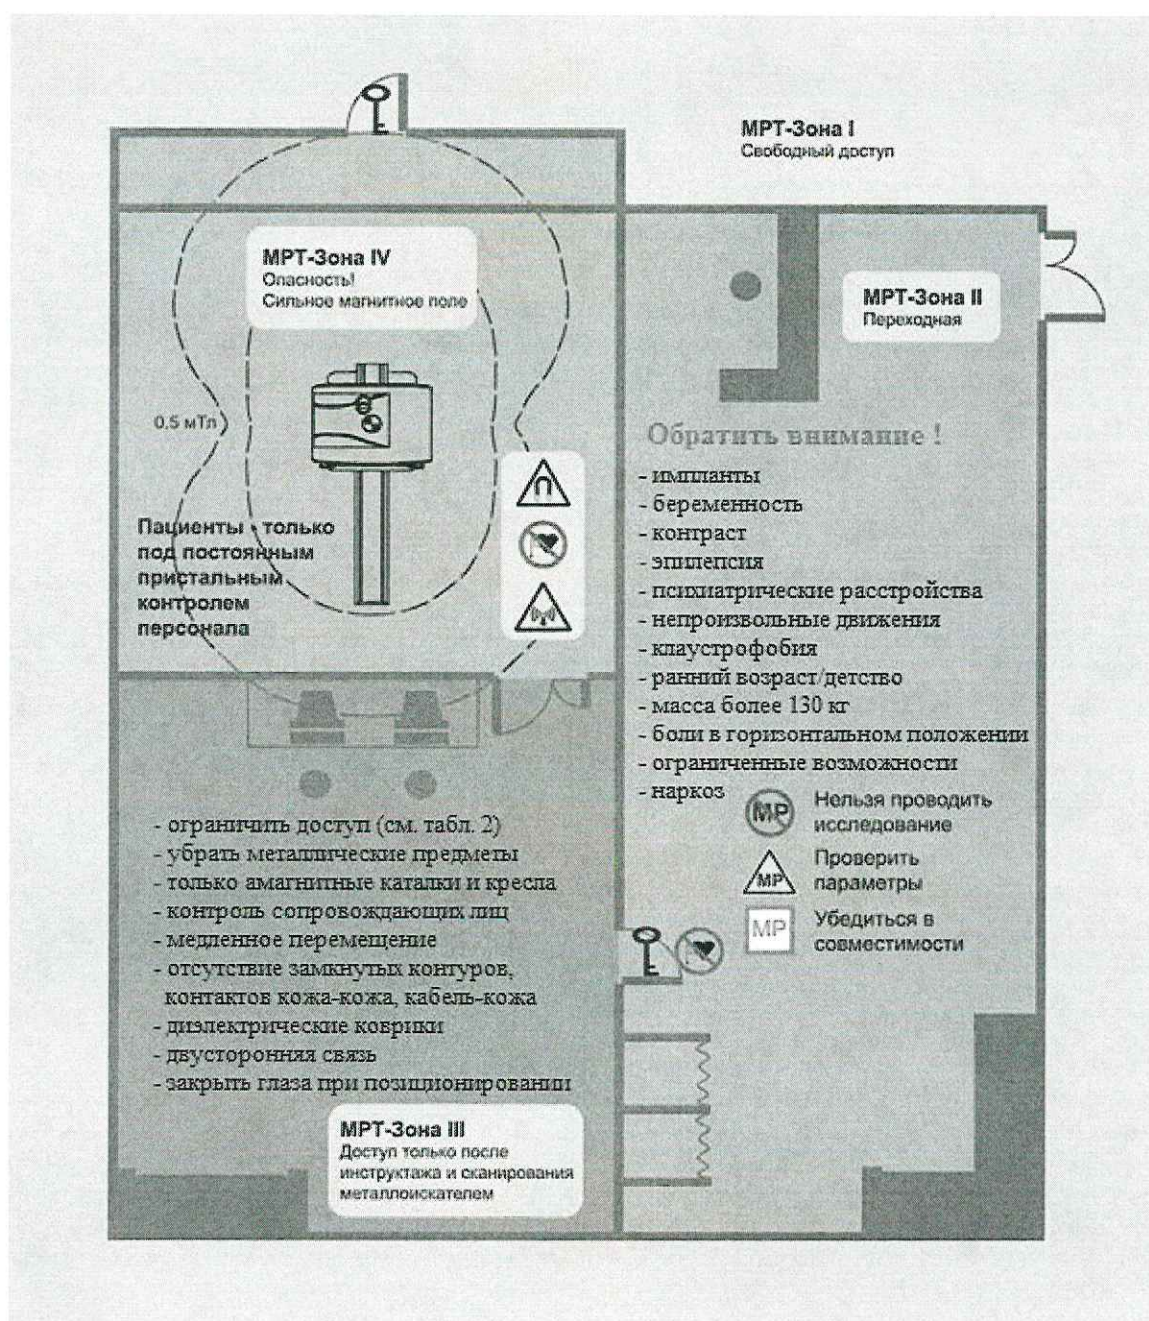 МРТ-Зона I
Свободный доступ
МРТ-Зона IV
Опасность!
Сильное магнитное поле
МРТ-Зона II
Переходная
0.5 мТл
Пациенты - только
под постоянным
пристальным
контролем
персонала
Обратить внимание !
- импланты
- беременность
- контраст
- эпилепсия
- психиатрические расстройства
- непроизвольные движения
- клаустрофобия
- ранний возраст/детство
- масса более 130 кг
- боли в горизонтальном положении
- ограниченные возможности
- наркоз
МР
Нельзя проводить
исследование
МР
Проверить
параметры
МР
Убедиться в
совместимости
- ограничить доступ (см. табл. 2)
- убрать металлические предметы
- только амагнитные каталки и кресла
- контроль сопровождающих лиц
- медленное перемещение
- отсутствие замкнутых контуров,
контактов кожа-кожа, кабель-кожа
- диэлектрические коврики
- двусторонняя связь
- закрыть глаза при позиционировании
МРТ-Зона III
Доступ только после
инструктажа и сканирования
металлоискателем